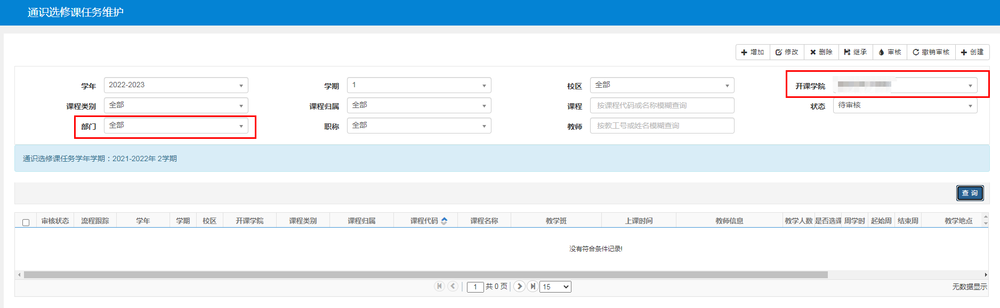 通识选修课任务维护
增加 修改 删除 继承 审核 撤销审核 创建
学年 2022-2023 学期 1 校区 全部 开课学院
课程类别 全部 课程归属 全部 课程 按课程代码或名称模糊查询 状态 待审核
部门 全部 职称 全部 教师 按教工号或姓名模糊查询
通识选修课任务学年学期：2021-2022年 2学期
查 询
审核状态 流程跟踪 学年 学期 校区 开课学院 课程类别 课程归属 课程代码 课程名称 教学班 上课时间 教师信息 教学人数 是否选课 周学时 起始周 结束周 教学地点
没有符合条件记录!
1 共 0 页 15 无数据显示